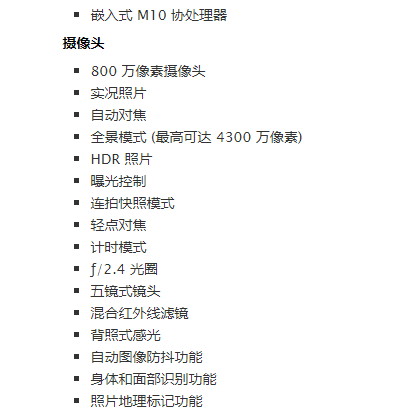 嵌入式 M10 协处理器
摄像头
800 万像素摄像头
实况照片
自动对焦
全景模式 (最高可达 4300 万像素)
HDR 照片
曝光控制
连拍快照模式
轻点对焦
计时模式
ƒ/2.4 光圈
五镜式镜头
混合红外线滤镜
背照式感光
自动图像防抖功能
身体和面部识别功能
照片地理标记功能